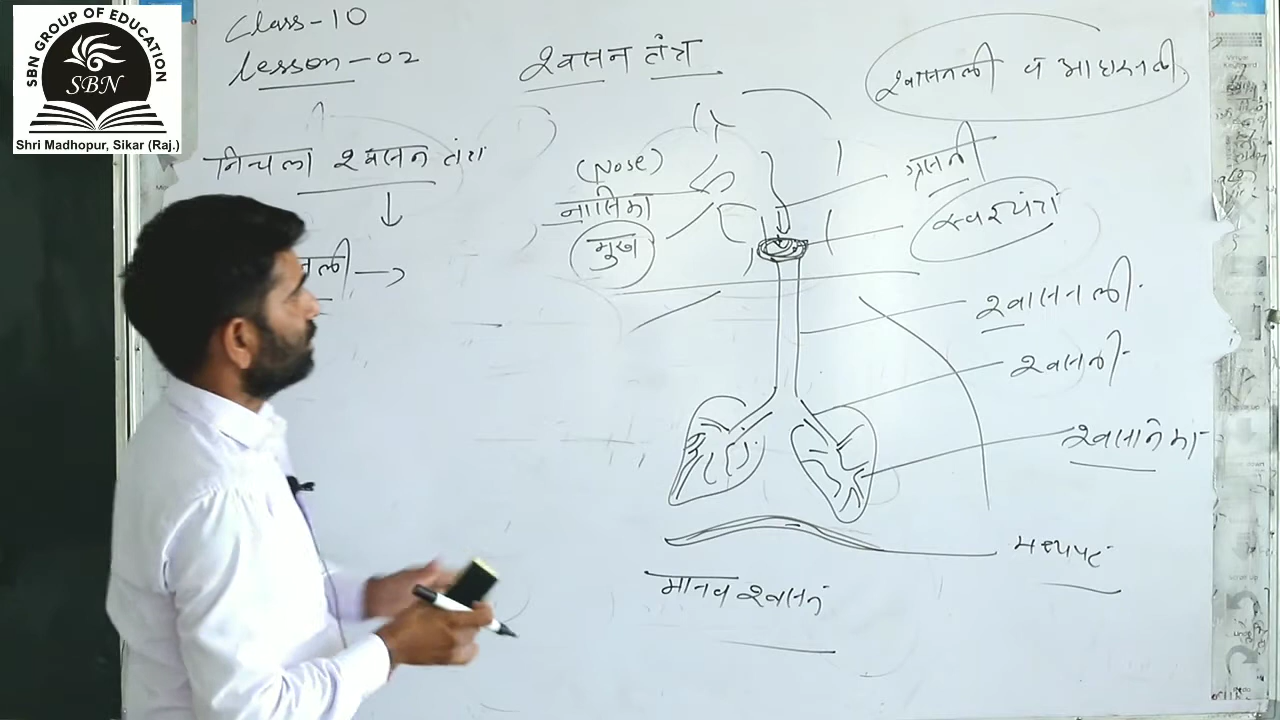 SBN GROUP OF EDUCATION
SBN
Shri Madhopur, Sikar (Raj.)
Class-10
Lesson-02
श्वसन तंत्र
श्वासनली व आहारनली
निचला श्वसन तंत्र
(Nose)
नासिका
मुख
ग्रसनी
स्वरयंत्र
नली
श्वासनली
श्वसनी
श्वसनिका
मध्यपट
मानव श्वसन